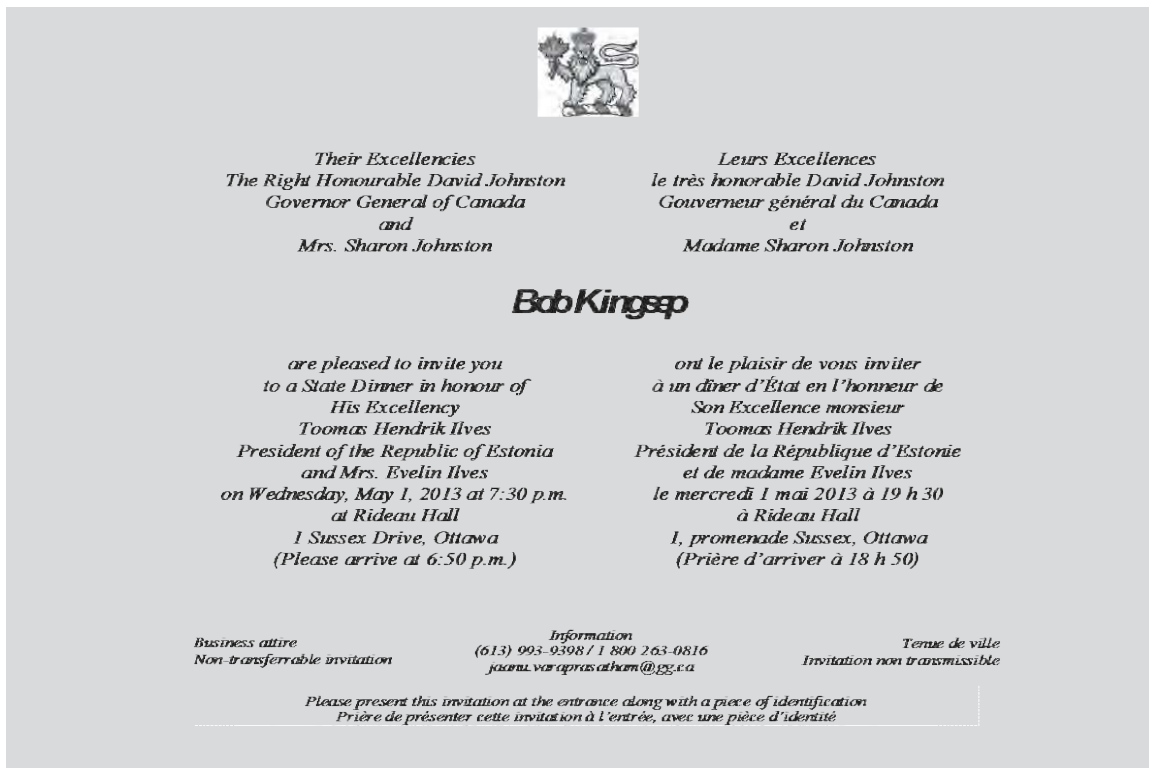 Their Excellencies
The Right Honourable David Johnston
Governor General of Canada
and
Mrs. Sharon Johnston
Leurs Excellences
le très honorable David Johnston
Gouverneur général du Canada
et
Madame Sharon Johnston
Bob Kingsep
are pleased to invite you
to a State Dinner in honour of
His Excellency
Toomas Hendrik Ilves
President of the Republic of Estonia
and Mrs. Evelin Ilves
on Wednesday, May 1, 2013 at 7:30 p.m.
at Rideau Hall
1 Sussex Drive, Ottawa
(Please arrive at 6:50 p.m.)
ont le plaisir de vous inviter
à un dîner d'État en l'honneur de
Son Excellence monsieur
Toomas Hendrik Ilves
Président de la République d'Estonie
et de madame Evelin Ilves
le mercredi 1 mai 2013 à 19 h 30
à Rideau Hall
1, promenade Sussex, Ottawa
(Prière d'arriver à 18 h 50)
Business attire
Non-transferrable invitation
Information
(613) 993-9398 / 1 800 263-0816
jaanu.varaprasatham@gg.ca
Tenue de ville
Invitation non transmissible
Please present this invitation at the entrance along with a piece of identification
Prière de présenter cette invitation à l'entrée, avec une pièce d'identité